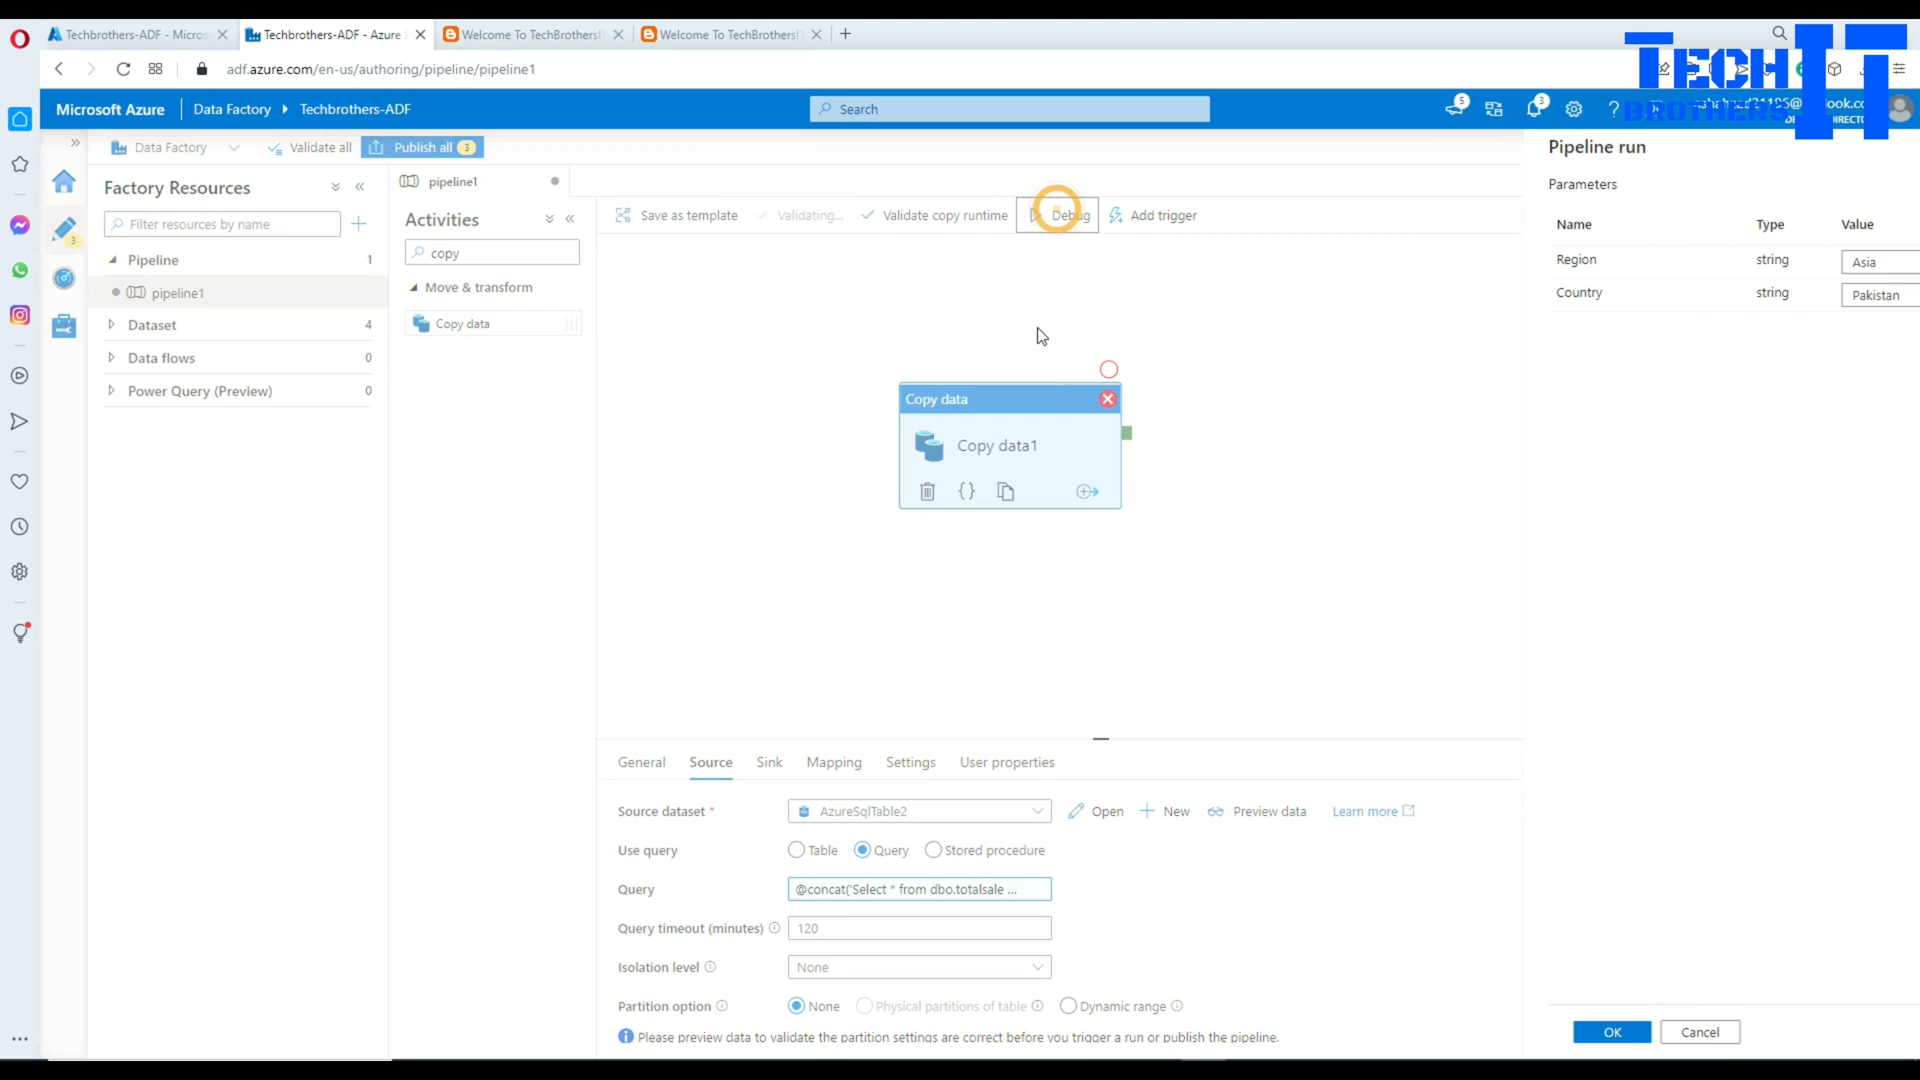 Techbrothers-ADF - Micros
Techbrothers-ADF - Azure
Welcome To TechBrothersI
Welcome To TechBrothersI
adf.azure.com/en-us/authoring/pipeline/pipeline1
TECH IT
BROTHERS
Microsoft Azure
Data Factory
Techbrothers-ADF
Search
5
3
?
Data Factory
Validate all
Publish all
3
3
Factory Resources
Filter resources by name
Pipeline
1
pipeline1
Dataset
4
Data flows
0
Power Query (Preview)
0
pipeline1
Activities
copy
Move & transform
Copy data
Save as template
Validating...
Validate copy runtime
Debug
Add trigger
Copy data
Copy data1
{}
General
Source
Sink
Mapping
Settings
User properties
Source dataset *
AzureSqlTable2
Open
New
Preview data
Learn more
Use query
Table
Query
Stored procedure
Query
@concat('Select * from dbo.totalsale ...
Query timeout (minutes)
120
Isolation level
None
Partition option
None
Physical partitions of table
Dynamic range
Please preview data to validate the partition settings are correct before you trigger a run or publish the pipeline.
Pipeline run
Parameters
Name
Type
Value
Region
string
Asia
Country
string
Pakistan
OK
Cancel